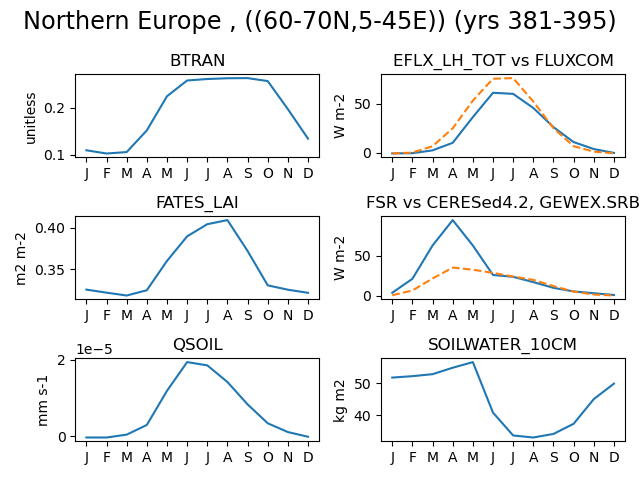 Northern Europe , ((60-70N,5-45E)) (yrs 381-395)
BTRAN
unitless
0.2
0.1
J F M A M J J A S O N D
EFLX_LH_TOT vs FLUXCOM
W m-2
50
0
J F M A M J J A S O N D
FATES_LAI
m2 m-2
0.40
0.35
J F M A M J J A S O N D
FSR vs CERESed4.2, GEWEX.SRB
W m-2
50
0
J F M A M J J A S O N D
QSOIL
1e−5
mm s-1
2
0
J F M A M J J A S O N D
SOILWATER_10CM
kg m2
50
40
J F M A M J J A S O N D